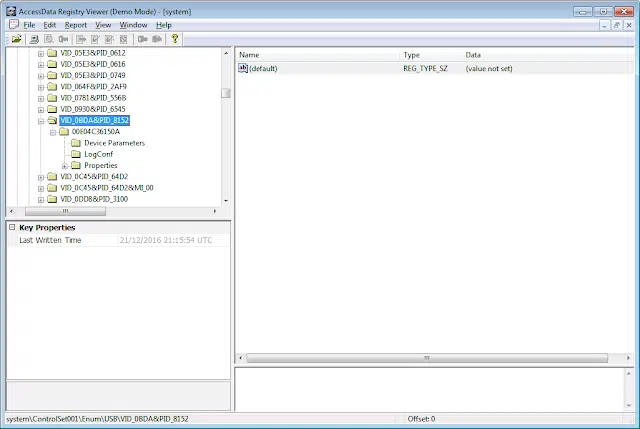 AccessData Registry Viewer (Demo Mode) - [system]
File Edit Report View Window Help
VID_05E3&PID_0612
VID_05E3&PID_0616
VID_05E3&PID_0749
VID_064F&PID_2AF9
VID_0781&PID_556B
VID_0930&PID_6545
VID_0BDA&PID_8152
00E04C36150A
Device Parameters
LogConf
Properties
VID_0C45&PID_64D2
VID_0C45&PID_64D2&MI_00
VID_0DD8&PID_3100
Name Type Data
(default) REG_TYPE_SZ (value not set)
Key Properties
Last Written Time 21/12/2016 21:15:54 UTC
system\ControlSet001\Enum\USB\VID_0BDA&PID_8152 Offset: 0